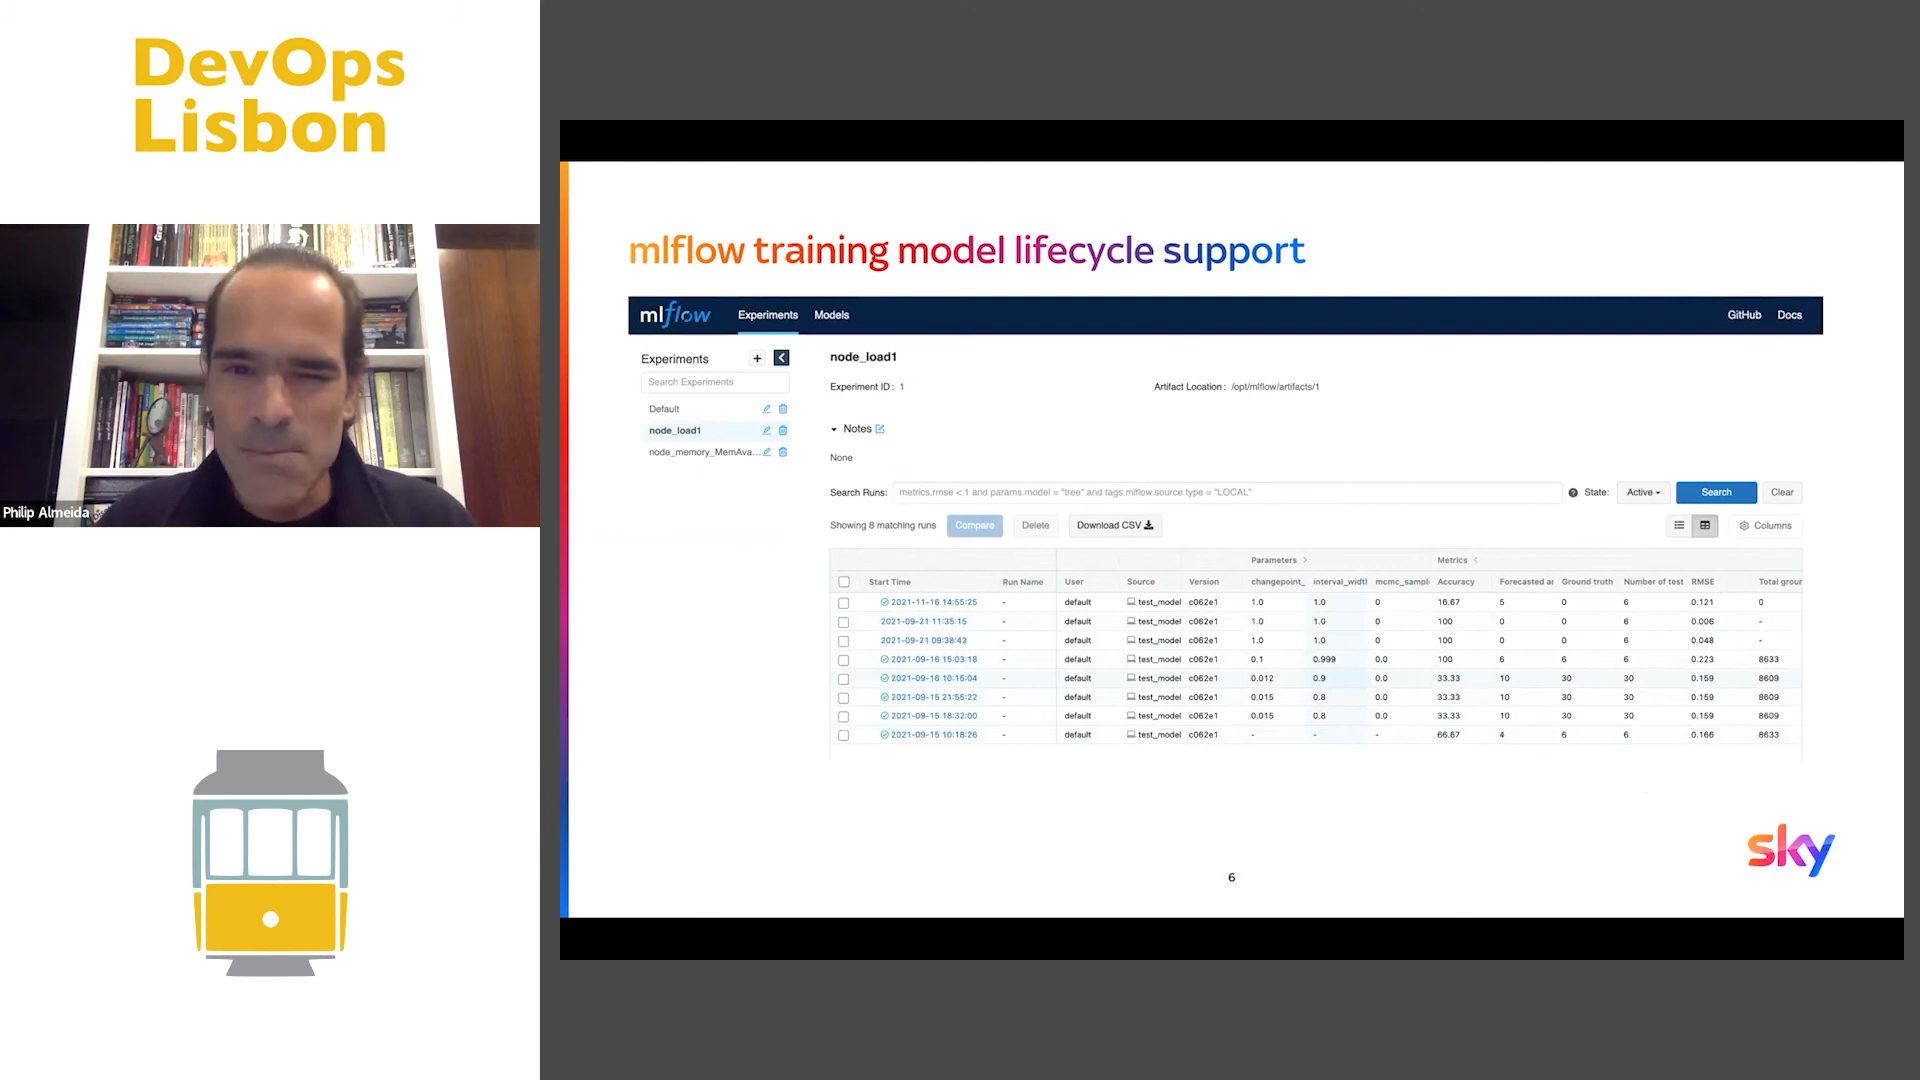 DevOps
Lisbon
Philip Almeida
mlflow training model lifecycle support
mlflow Experiments Models GitHub Docs
Experiments +
Search Experiments
Default
node_load1
node_memory_MemAva...
node_load1
Experiment ID: 1 Artifact Location: /opt/mlflow/artifacts/1
Notes
None
Search Runs: metrics.rmse < 1 and params.model = "tree" and tags.mlflow.source.type = "LOCAL" ? State: Active Search Clear
Showing 8 matching runs Compare Delete Download CSV Columns
Parameters > Metrics <
Start Time Run Name User Source Version changepoint_ interval_widtl mcmc_sampl Accuracy Forecasted ar Ground truth Number of test RMSE Total grour
2021-11-16 14:55:25 - default test_model c062e1 1.0 1.0 0 16.67 5 0 6 0.121 0
2021-09-21 11:35:15 - default test_model c062e1 1.0 1.0 0 100 0 0 6 0.006 -
2021-09-21 09:38:43 - default test_model c062e1 1.0 1.0 0 100 0 0 6 0.048 -
2021-09-16 15:03:18 - default test_model c062e1 0.1 0.999 0.0 100 6 6 6 0.223 8633
2021-09-16 10:15:04 - default test_model c062e1 0.012 0.9 0.0 33.33 10 30 30 0.159 8609
2021-09-15 21:55:22 - default test_model c062e1 0.015 0.8 0.0 33.33 10 30 30 0.159 8609
2021-09-15 18:32:00 - default test_model c062e1 0.015 0.8 0.0 33.33 10 30 30 0.159 8609
2021-09-15 10:18:26 - default test_model c062e1 - - - 66.67 4 6 6 0.166 8633
sky
6